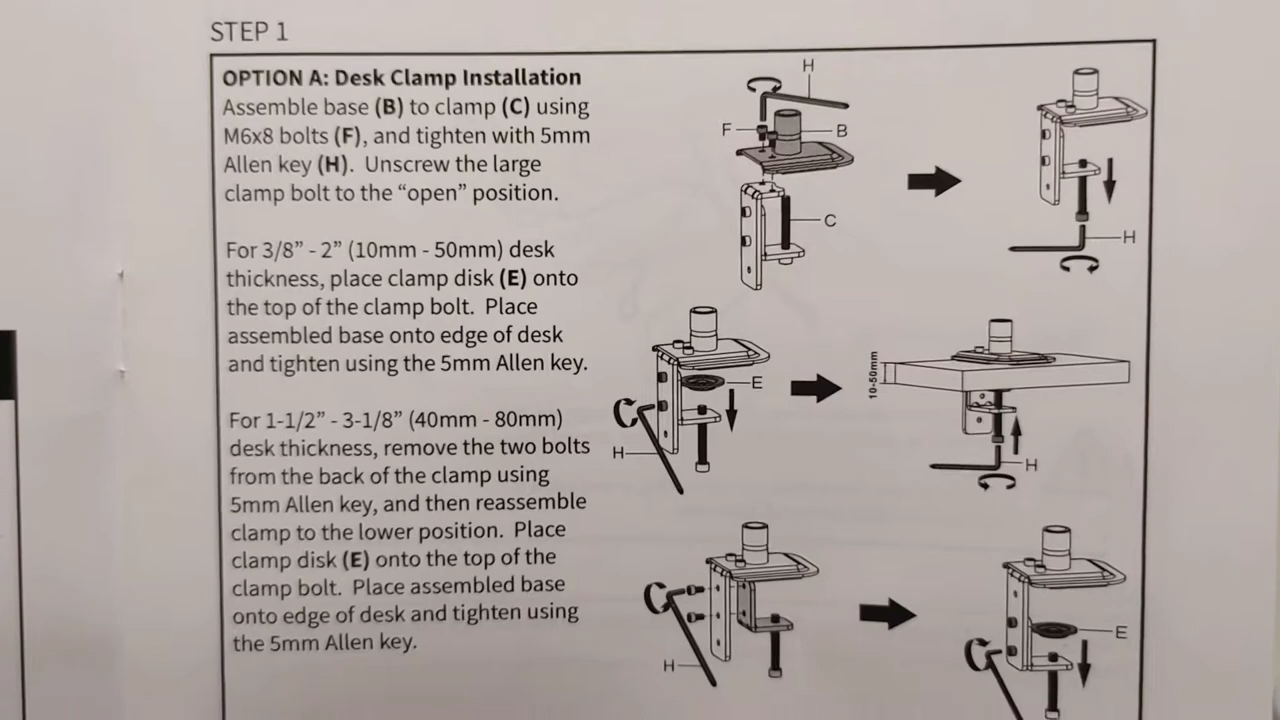 STEP 1
OPTION A: Desk Clamp Installation
Assemble base (B) to clamp (C) using
M6x8 bolts (F), and tighten with 5mm
Allen key (H).  Unscrew the large
clamp bolt to the “open” position.
For 3/8” - 2” (10mm - 50mm) desk
thickness, place clamp disk (E) onto
the top of the clamp bolt.  Place
assembled base onto edge of desk
and tighten using the 5mm Allen key.
For 1-1/2” - 3-1/8” (40mm - 80mm)
desk thickness, remove the two bolts
from the back of the clamp using
5mm Allen key, and then reassemble
clamp to the lower position.  Place
clamp disk (E) onto the top of the
clamp bolt.  Place assembled base
onto edge of desk and tighten using
the 5mm Allen key.
H
F
B
C
H
E
H
10-50mm
H
H
E